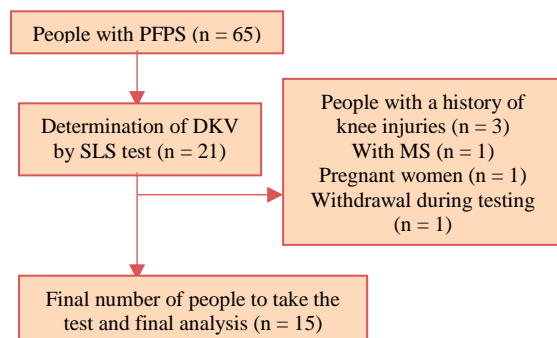 People with PFPS (n = 65)
Determination of DKV
by SLS test (n = 21)
People with a history of
knee injuries (n = 3)
With MS (n = 1)
Pregnant women (n = 1)
Withdrawal during testing
(n = 1)
Final number of people to take the
test and final analysis (n = 15)